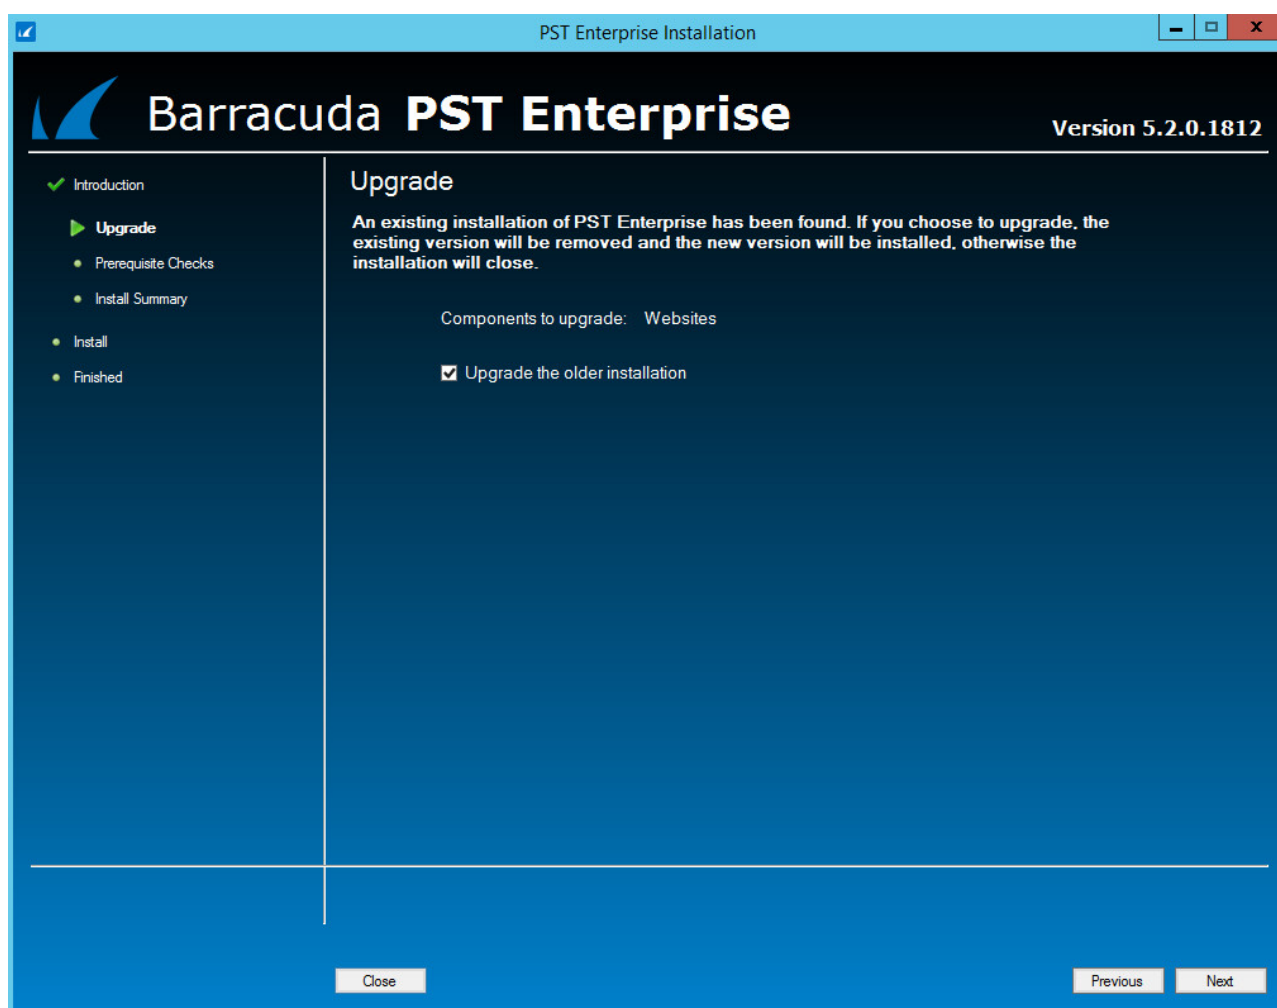 PST Enterprise Installation
Barracuda PST Enterprise
Version 5.2.0.1812
Introduction
Upgrade
Prerequisite Checks
Install Summary
Install
Finished
Upgrade
An existing installation of PST Enterprise has been found. If you choose to upgrade, the
existing version will be removed and the new version will be installed, otherwise the
installation will close.
Components to upgrade: Websites
Upgrade the older installation
Close
Previous
Next